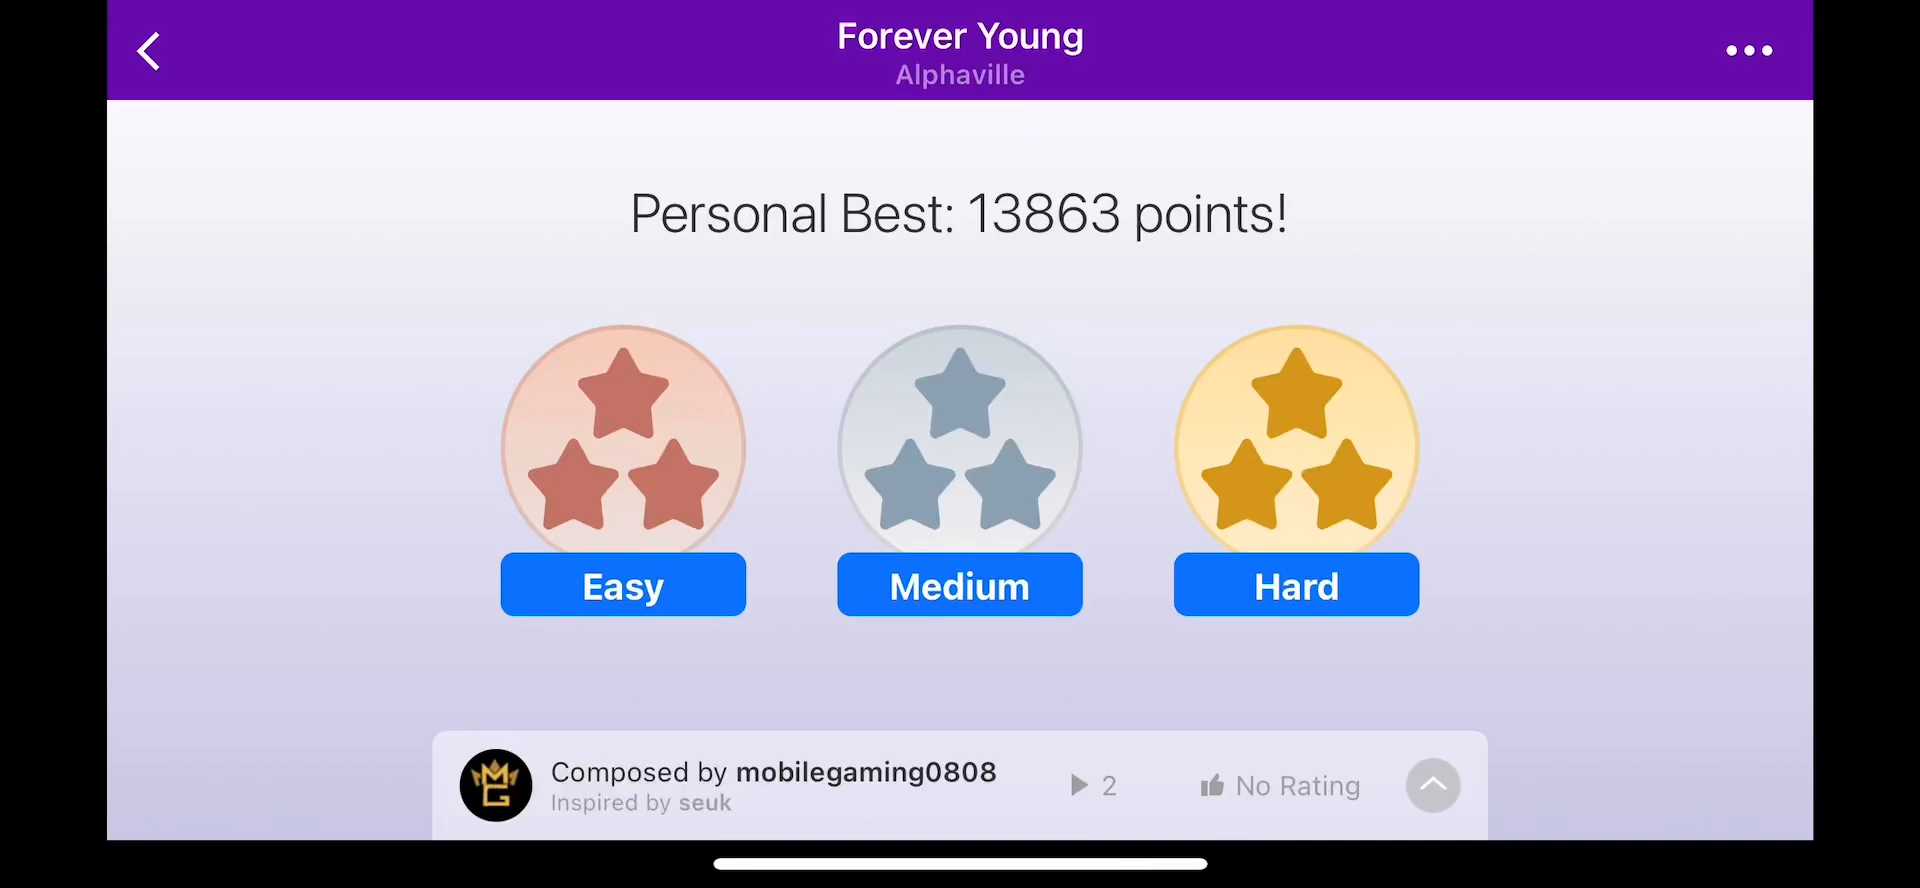 Forever Young
Alphaville
Personal Best: 13863 points!
Easy
Medium
Hard
Composed by mobilegaming0808
Inspired by seuk
2
No Rating
MG